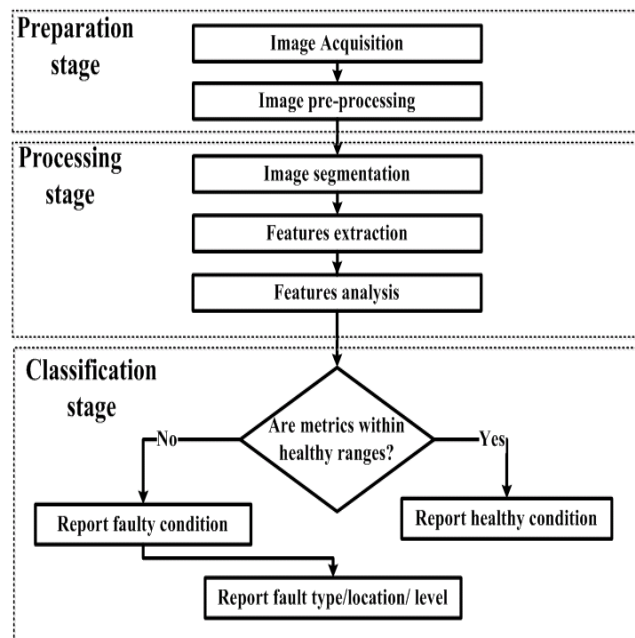 Preparation
stage
Image Acquisition
Image pre-processing
Processing
stage
Image segmentation
Features extraction
Features analysis
Classification
stage
Are metrics within
healthy ranges?
No
Yes
Report faulty condition
Report healthy condition
Report fault type/location/ level